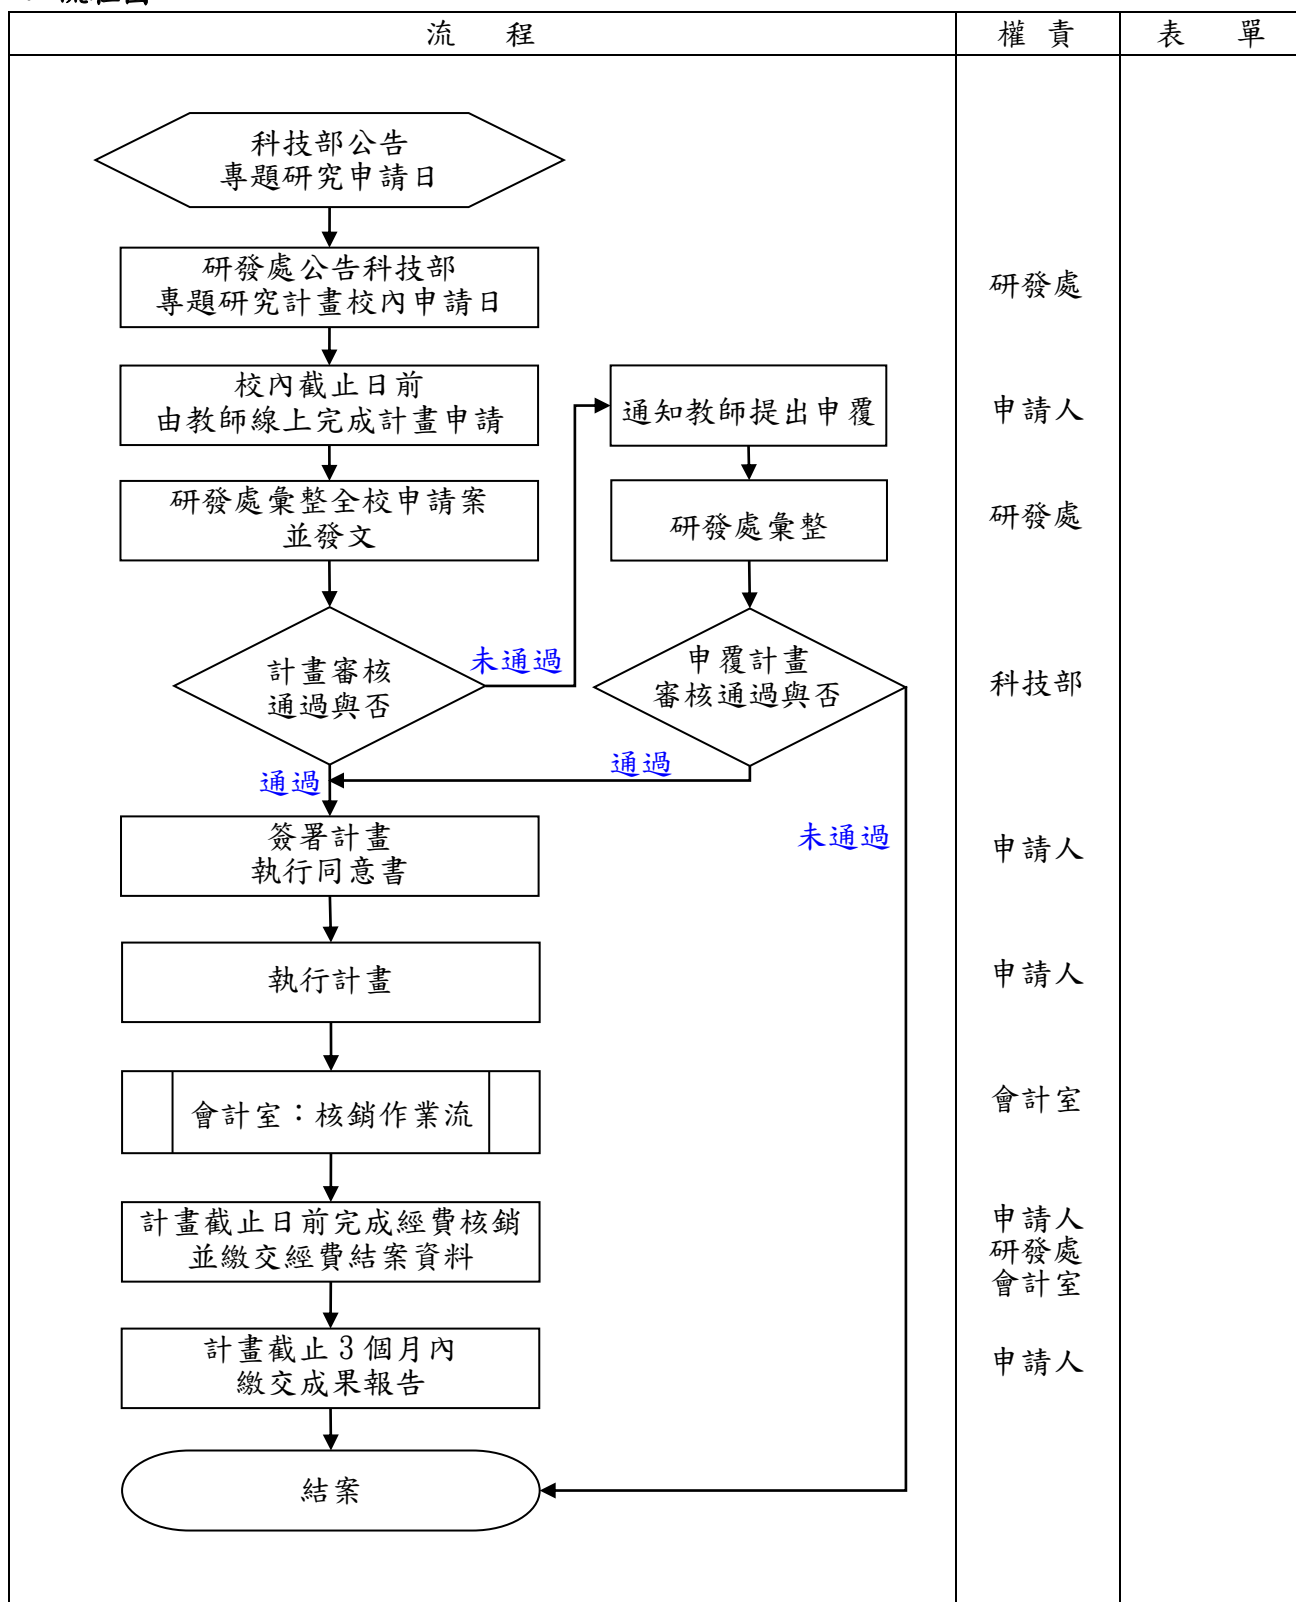 流程圖
流 程
權 責
表 單
科技部公告
專題研究申請日
研發處公告科技部
專題研究計畫校內申請日
研發處
校內截止日前
由教師線上完成計畫申請
通知教師提出申覆
申請人
研發處彙整全校申請案
並發文
研發處彙整
研發處
計畫審核
通過與否
未通過
申覆計畫
審核通過與否
科技部
通過
通過
簽署計畫
執行同意書
未通過
申請人
執行計畫
申請人
會計室：核銷作業流
會計室
計畫截止日前完成經費核銷
並繳交經費結案資料
申請人
研發處
會計室
計畫截止 3 個月內
繳交成果報告
申請人
結案